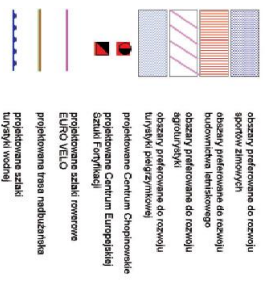 obszary preferowane do rozwoju
sportów zimowych
obszary preferowane do rozwoju
budownictwa letniskowego
obszary preferowane do rozwoju
agroturystyki
obszary preferowane do rozwoju
turystyki pielgrzymkowej
projektowane Centrum Chopinowskie
projektowane Centrum Europejskiej
Sztuki Fortyfikacji
projektowane szlaki rowerowe
EURO VELO
projektowana trasa nadbużańska
projektowane szlaki
turystyki wodnej